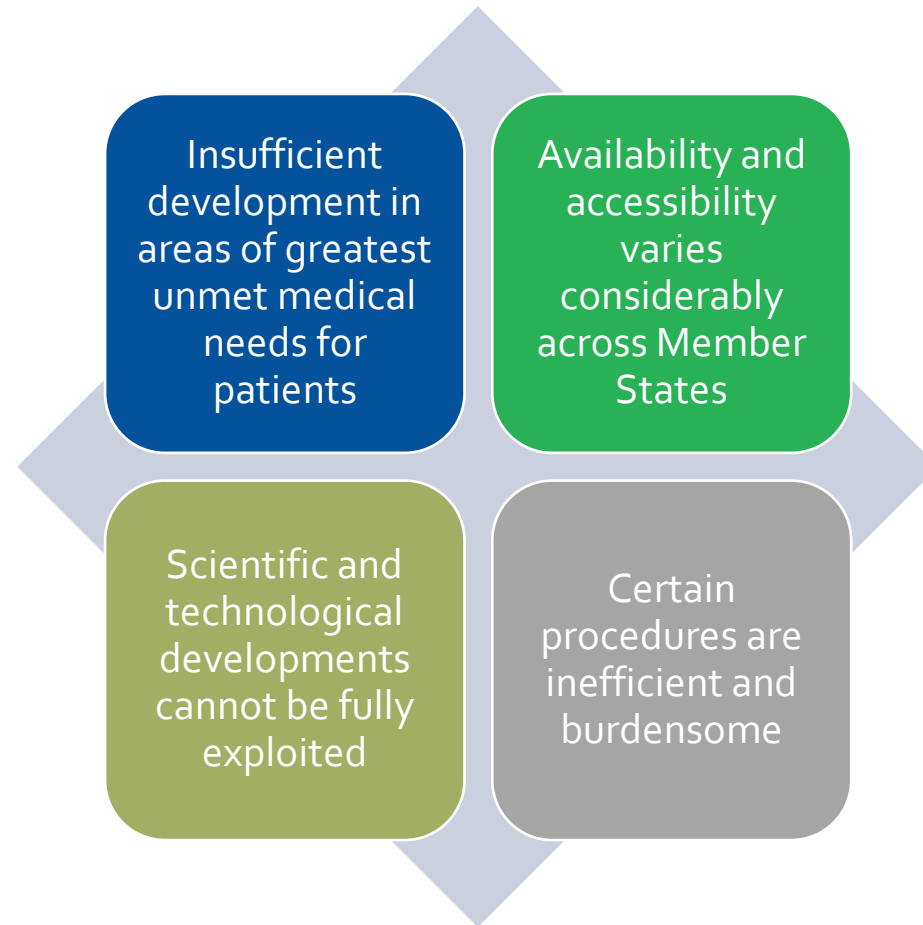 Insufficient
development in
areas of greatest
unmet medical
needs for
patients
Availability and
accessibility
varies
considerably
across Member
States
Scientific and
technological
developments
cannot be fully
exploited
Certain
procedures are
inefficient and
burdensome